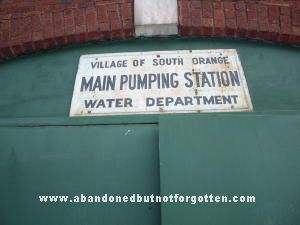 VILLAGE OF SOUTH ORANGE
MAIN PUMPING STATION
WATER DEPARTMENT
www.abandonedbutnotforgotten.com